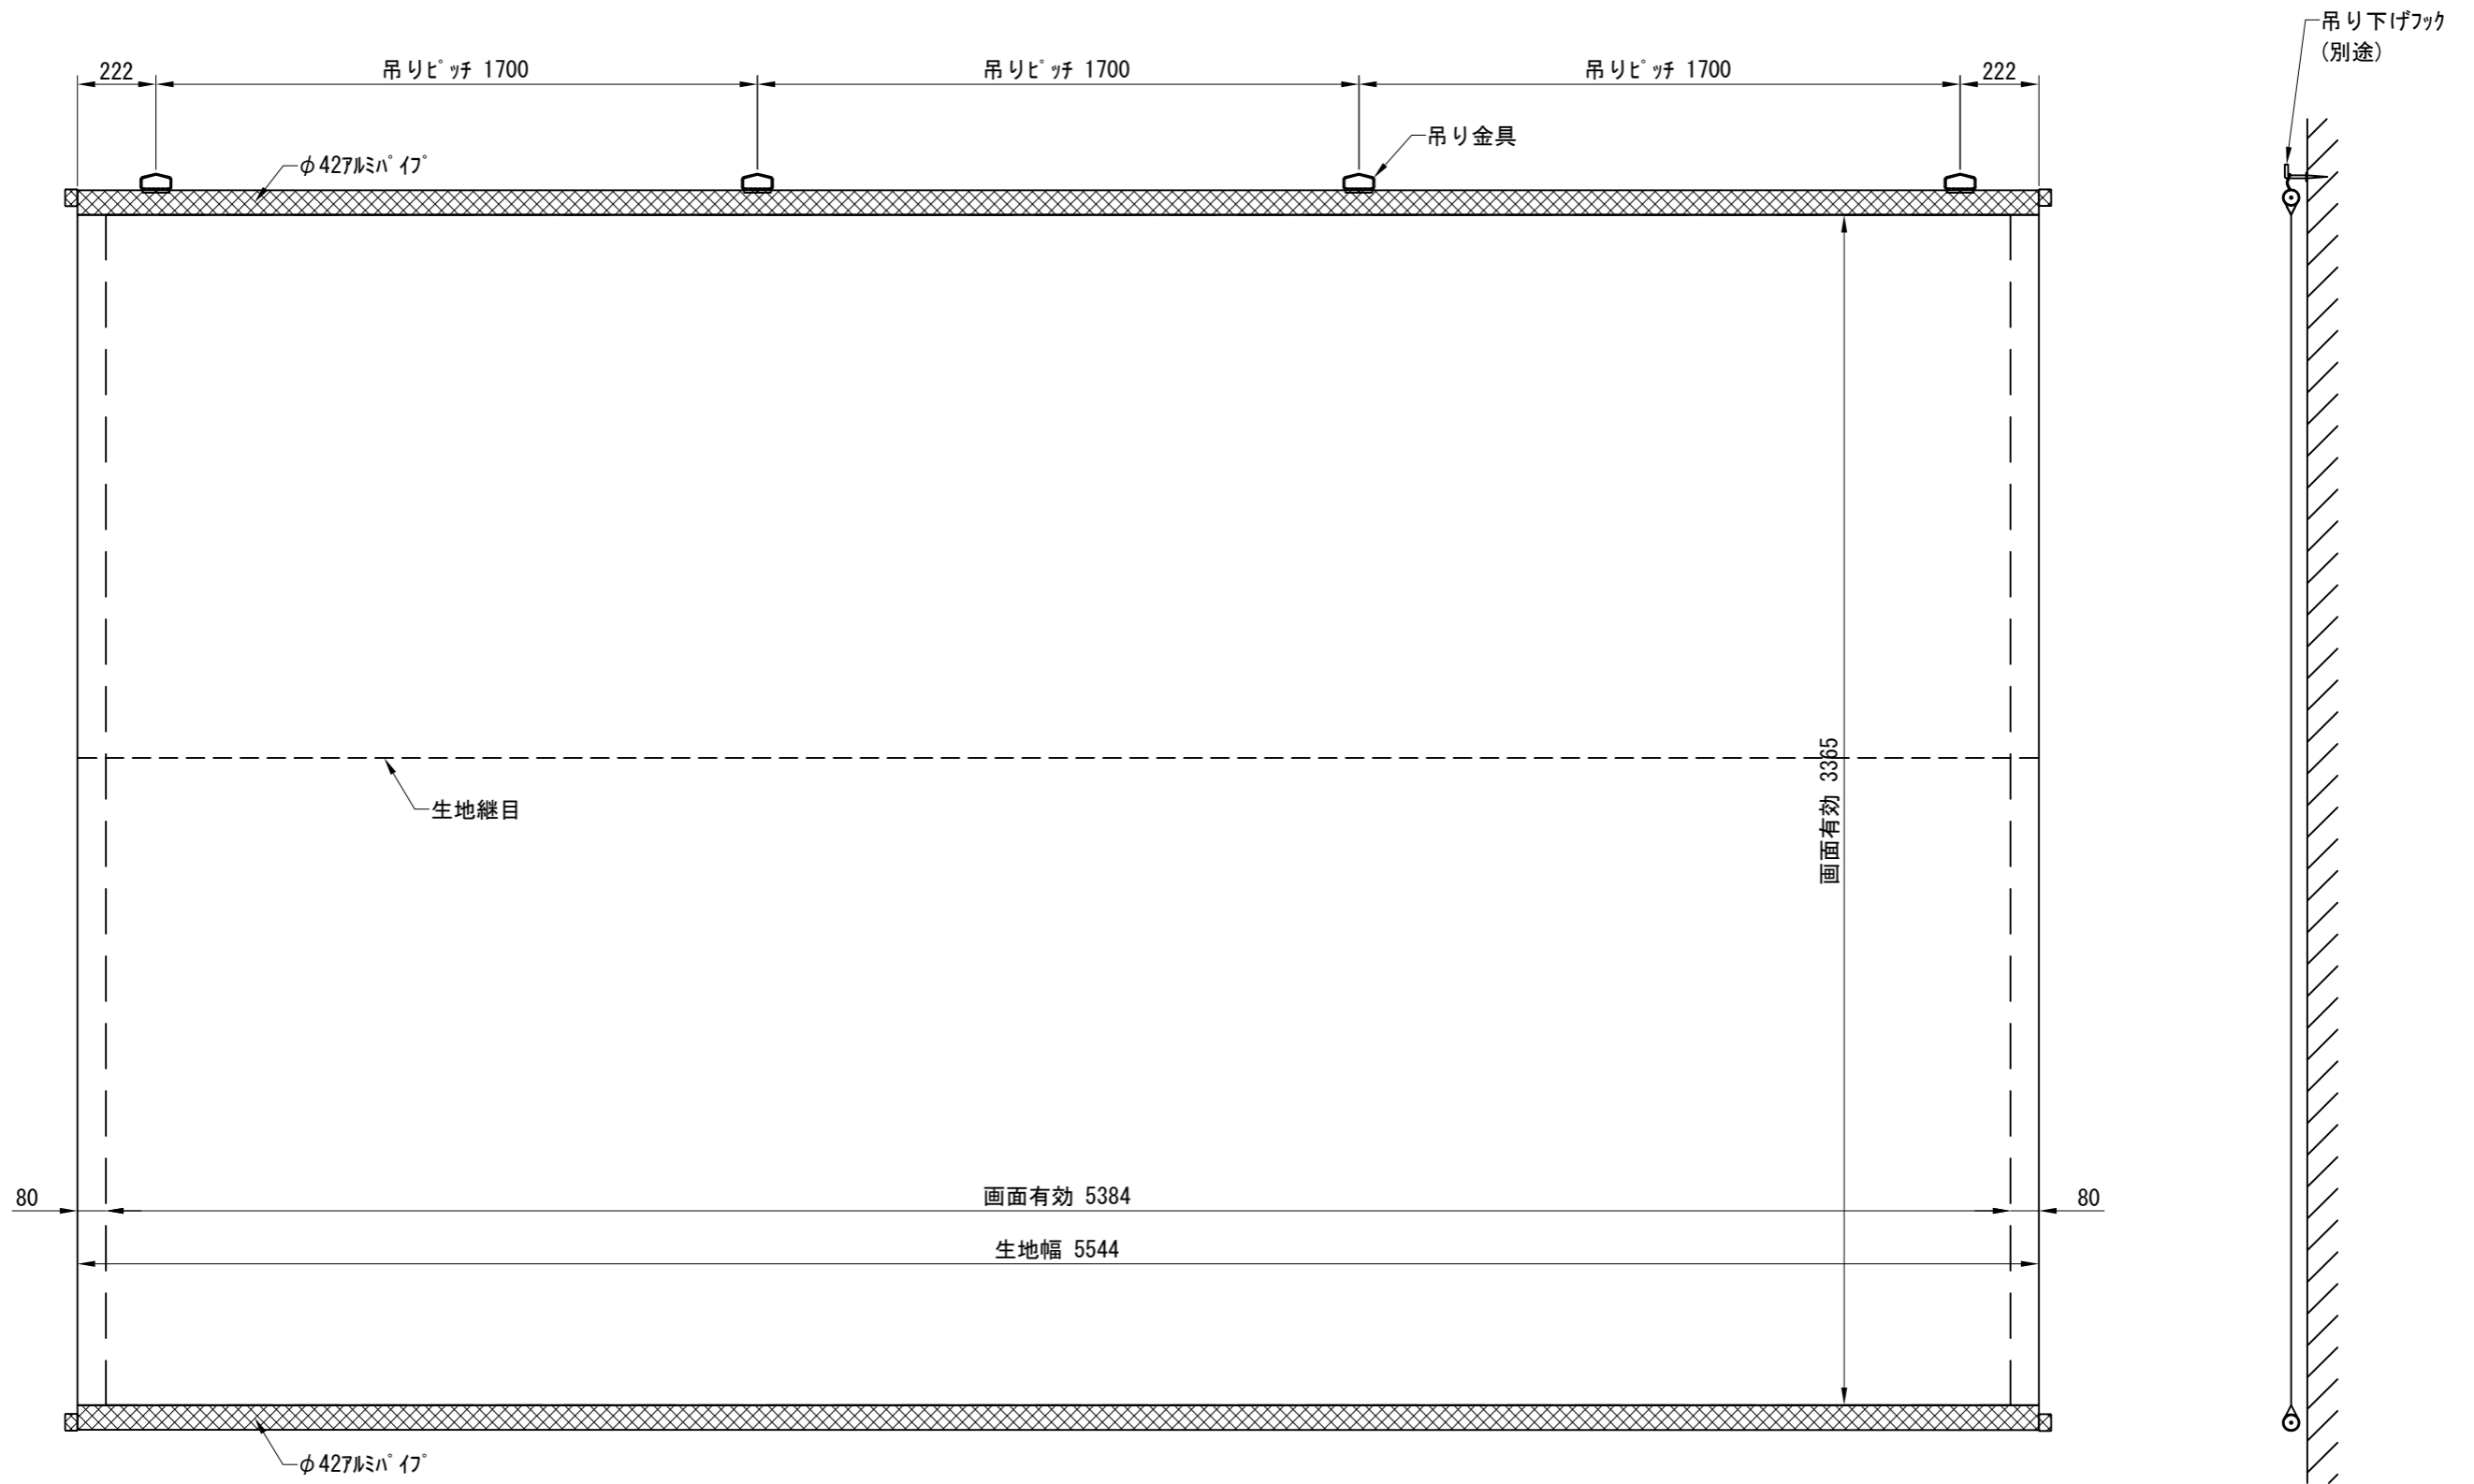 吊り下げﾌｯｸ
(別途)
222
吊りﾋﾟｯﾁ 1700
吊りﾋﾟｯﾁ 1700
吊りﾋﾟｯﾁ 1700
222
吊り金具
φ42ｱﾙﾐﾊﾟｲﾌﾟ
画面有効 3365
生地継目
80
画面有効 5384
80
生地幅 5544
φ42ｱﾙﾐﾊﾟｲﾌﾟ